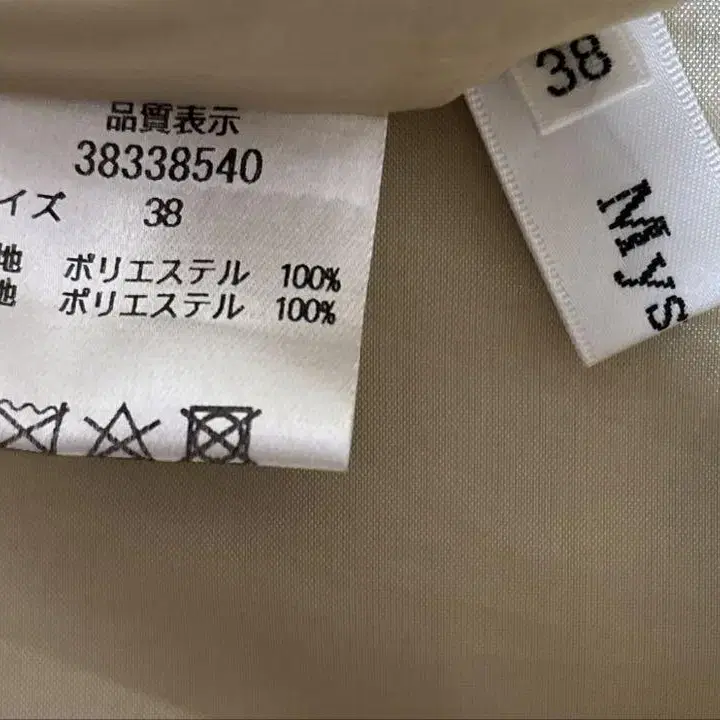 品質表示
38338540
イズ 38
地 ポリエステル 100%
地 ポリエステル 100%
38
Mys